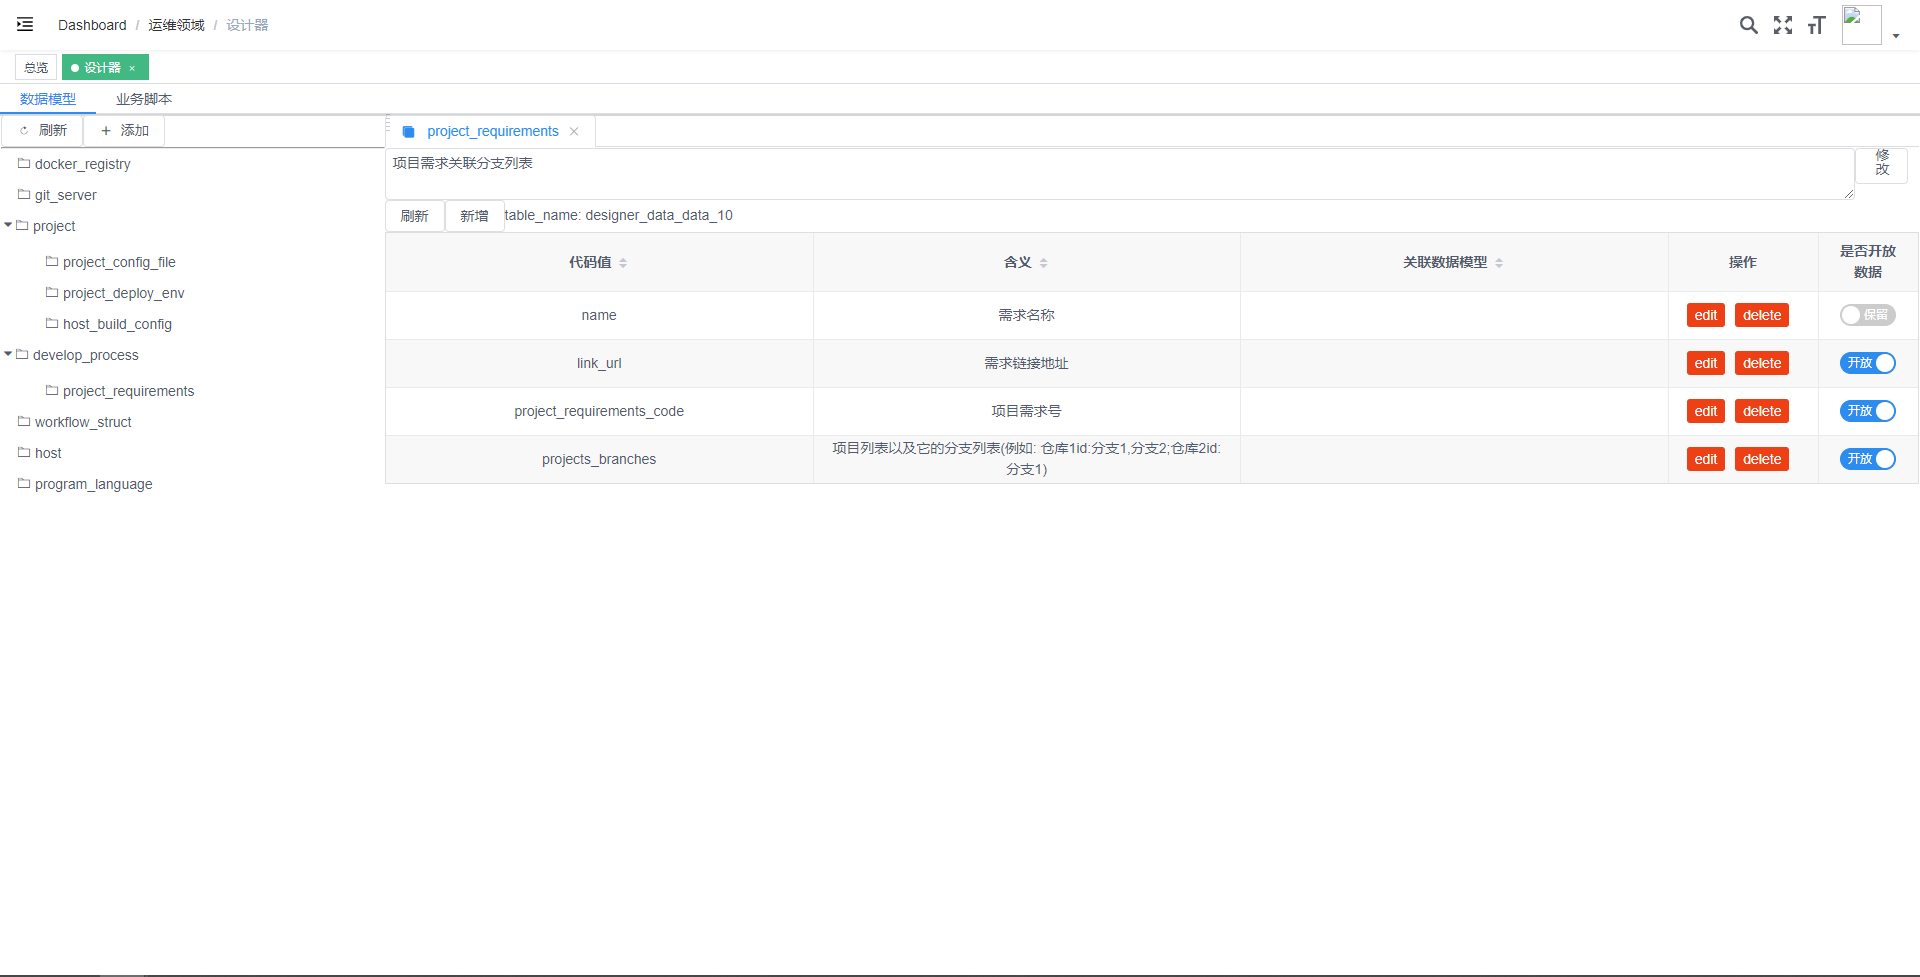 Dashboard / 运维领域 / 设计器
总览
设计器 ×
数据模型 业务脚本
刷新 + 添加
docker_registry
git_server
project
project_config_file
project_deploy_env
host_build_config
develop_process
project_requirements
workflow_struct
host
program_language
project_requirements ×
项目需求关联分支列表
修改
刷新 新增 table_name: designer_data_data_10
代码值 含义 关联数据模型 操作 是否开放数据
name 需求名称 edit delete 保留
link_url 需求链接地址 edit delete 开放
project_requirements_code 项目需求号 edit delete 开放
projects_branches 项目列表以及它的分支列表(例如: 仓库1id:分支1,分支2;仓库2id:分支1) edit delete 开放